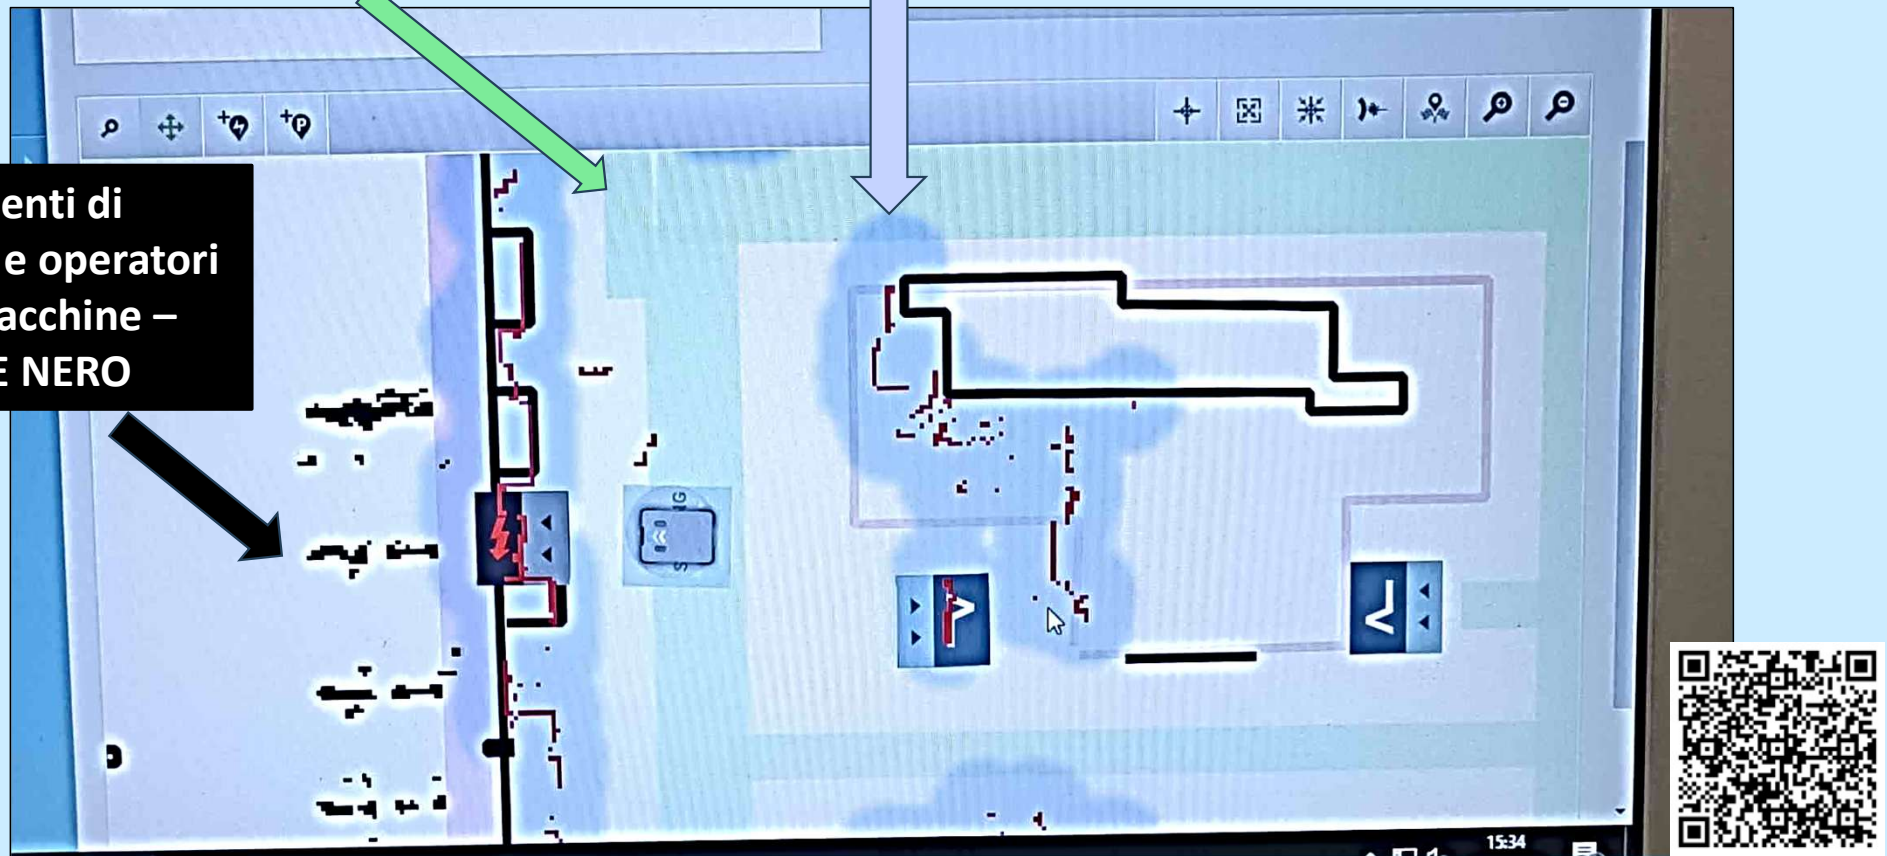 enti di
e operatori
acchine –
E NERO
15:34